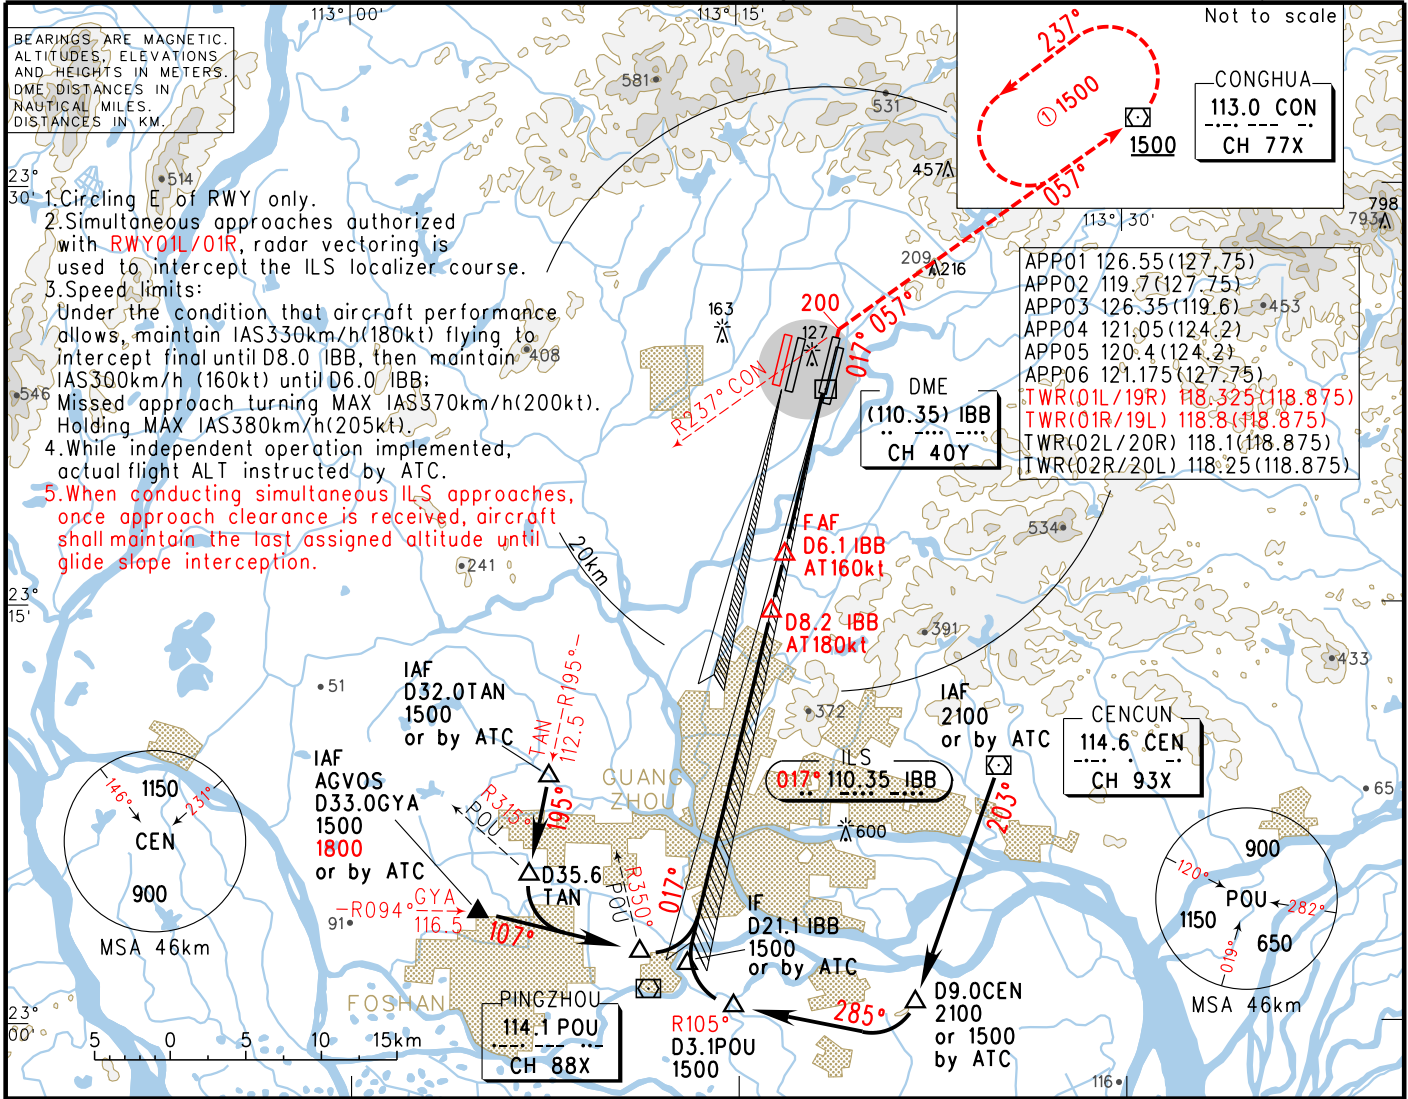 113° 00'
113° 15'
BEARINGS ARE MAGNETIC.
ALTITUDES, ELEVATIONS
AND HEIGHTS IN METERS.
DME DISTANCES IN
NAUTICAL MILES.
DISTANCES IN KM.
Not to scale
237°
① 1500
057°
1500
CONGHUA
113.0 CON
CH 77X
113° 30'
581
531
457
514
798
793
23°
30'
1.Circling E of RWY only.
2.Simultaneous approaches authorized
with RWY01L/01R, radar vectoring is
used to intercept the ILS localizer course.
3.Speed limits:
Under the condition that aircraft performance
allows, maintain IAS330km/h(180kt) flying to
intercept final until D8.0 IBB, then maintain
IAS300km/h (160kt) until D6.0 IBB;
Missed approach turning MAX IAS370km/h(200kt).
Holding MAX IAS380km/h(205kt).
4.While independent operation implemented,
actual flight ALT instructed by ATC.
5.When conducting simultaneous ILS approaches,
once approach clearance is received, aircraft
shall maintain the last assigned altitude until
glide slope interception.
APP01 126.55(127.75)
APP02 119.7(127.75)
APP03 126.35(119.6)
APP04 121.05(124.2)
APP05 120.4(124.2)
APP06 121.175(127.75)
TWR(01L/19R) 118.325(118.875)
TWR(01R/19L) 118.8(118.875)
TWR(02L/20R) 118.1(118.875)
TWR(02R/20L) 118.25(118.875)
209
216
453
163
200
127
057°
017°
408
546
R237° CON
DME
(110.35) IBB
CH 40Y
534
241
20km
FAF
D6.1 IBB
AT160kt
D8.2 IBB
AT180kt
23°
15'
391
433
51
372
65
91
116
IAF
D32.0TAN
1500
or by ATC
TAN
112.5
R195°
IAF
AGVOS
D33.0GYA
1500
1800
or by ATC
R094°
GYA
116.5
107°
R315°
POU
195°
D35.6
TAN
R350°
POU
017°
GUANG
ZHOU
ILS
017° 110.35 IBB
600
IAF
2100
or by ATC
CENCUN
114.6 CEN
CH 93X
203°
IF
D21.1 IBB
1500
or by ATC
D9.0CEN
2100
or 1500
by ATC
285°
R105°
D3.1POU
1500
FOSHAN
PINGZHOU
114.1 POU
CH 88X
1150
146°
231°
CEN
900
MSA 46km
900
120°
POU
282°
1150
650
019°
MSA 46km
23°
00'
5 0 5 10 15km